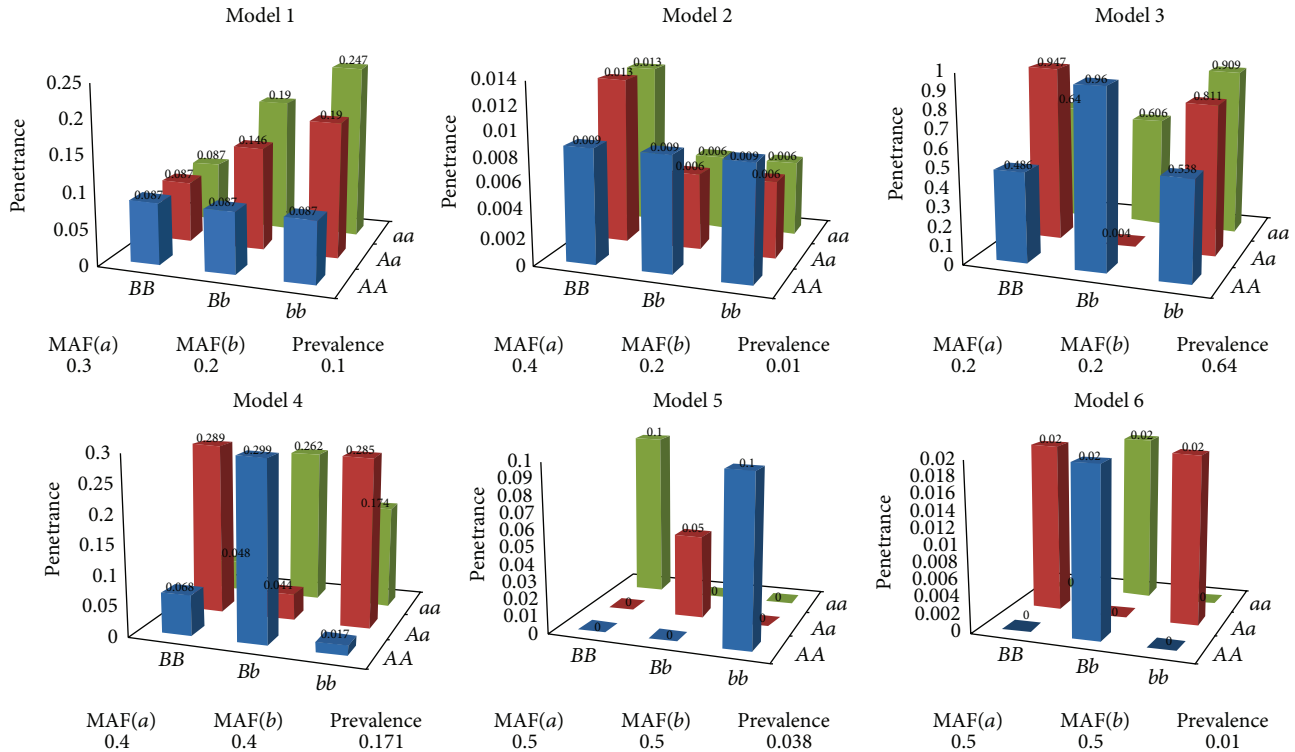 Model 1
Penetrance
0.25
0.2
0.15
0.1
0.05
0
0.087
0.087
0.087
0.087
0.146
0.19
0.087
0.19
0.247
BB
Bb
bb
AA
Aa
aa
MAF(a) MAF(b) Prevalence
0.3 0.2 0.1
Model 2
Penetrance
0.014
0.012
0.01
0.008
0.006
0.004
0.002
0
0.009
0.009
0.009
0.013
0.006
0.006
0.013
0.006
0.006
BB
Bb
bb
AA
Aa
aa
MAF(a) MAF(b) Prevalence
0.4 0.2 0.01
Model 3
Penetrance
1
0.9
0.8
0.7
0.6
0.5
0.4
0.3
0.2
0.1
0
0.486
0.96
0.538
0.947
0.004
0.811
0.64
0.606
0.909
BB
Bb
bb
AA
Aa
aa
MAF(a) MAF(b) Prevalence
0.2 0.2 0.64
Model 4
Penetrance
0.3
0.25
0.2
0.15
0.1
0.05
0
0.068
0.299
0.017
0.289
0.044
0.285
0.048
0.262
0.174
BB
Bb
bb
AA
Aa
aa
MAF(a) MAF(b) Prevalence
0.4 0.4 0.171
Model 5
Penetrance
0.1
0.09
0.08
0.07
0.06
0.05
0.04
0.03
0.02
0.01
0
0
0
0.1
0
0.05
0
0.1
0
0
BB
Bb
bb
AA
Aa
aa
MAF(a) MAF(b) Prevalence
0.5 0.5 0.038
Model 6
Penetrance
0.02
0.018
0.016
0.014
0.012
0.01
0.008
0.006
0.004
0.002
0
0
0.02
0
0.02
0
0.02
0
0.02
0
BB
Bb
bb
AA
Aa
aa
MAF(a) MAF(b) Prevalence
0.5 0.5 0.01